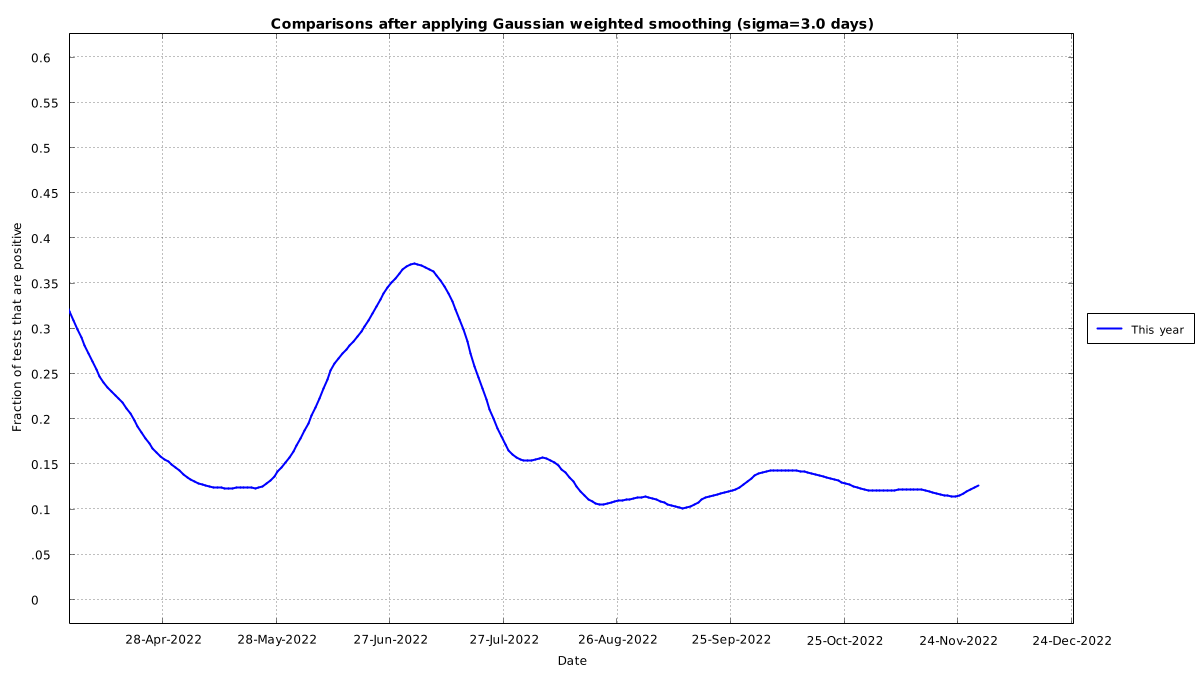 Comparisons after applying Gaussian weighted smoothing (sigma=3.0 days)
0.6
0.55
0.5
0.45
0.4
0.35
0.3
0.25
0.2
0.15
0.1
.05
0
Fraction of tests that are positive
This year
28-Apr-2022 28-May-2022 27-Jun-2022 27-Jul-2022 26-Aug-2022 25-Sep-2022 25-Oct-2022 24-Nov-2022 24-Dec-2022
Date